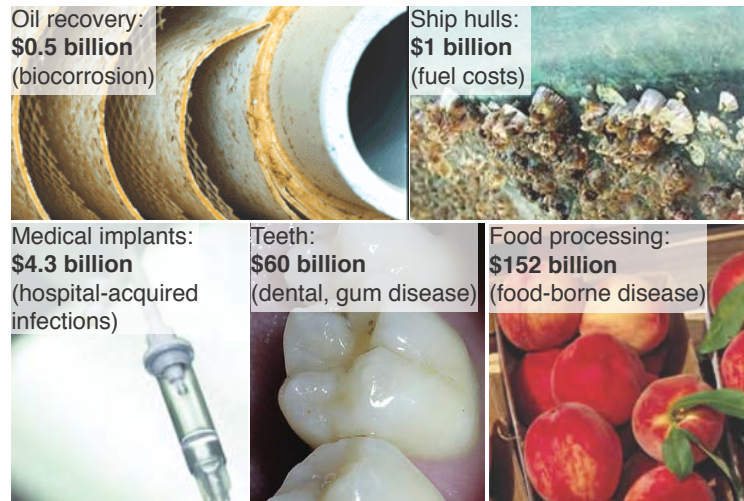 Oil recovery:
$0.5 billion
(biocorrosion)
Ship hulls:
$1 billion
(fuel costs)
Medical implants:
$4.3 billion
(hospital-acquired
infections)
Teeth:
$60 billion
(dental, gum disease)
Food processing:
$152 billion
(food-borne disease)